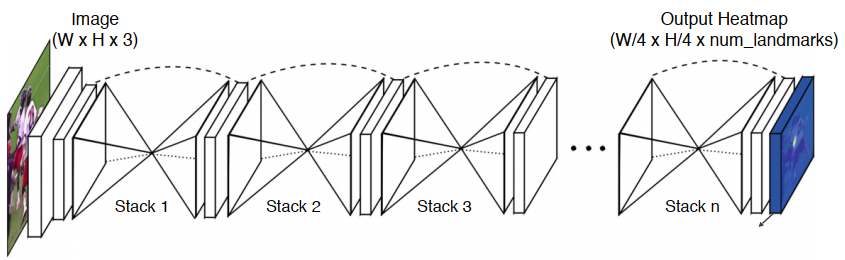 Image
(W x H x 3)
Output Heatmap
(W/4 x H/4 x num_landmarks)
Stack 1
Stack 2
Stack 3
Stack n